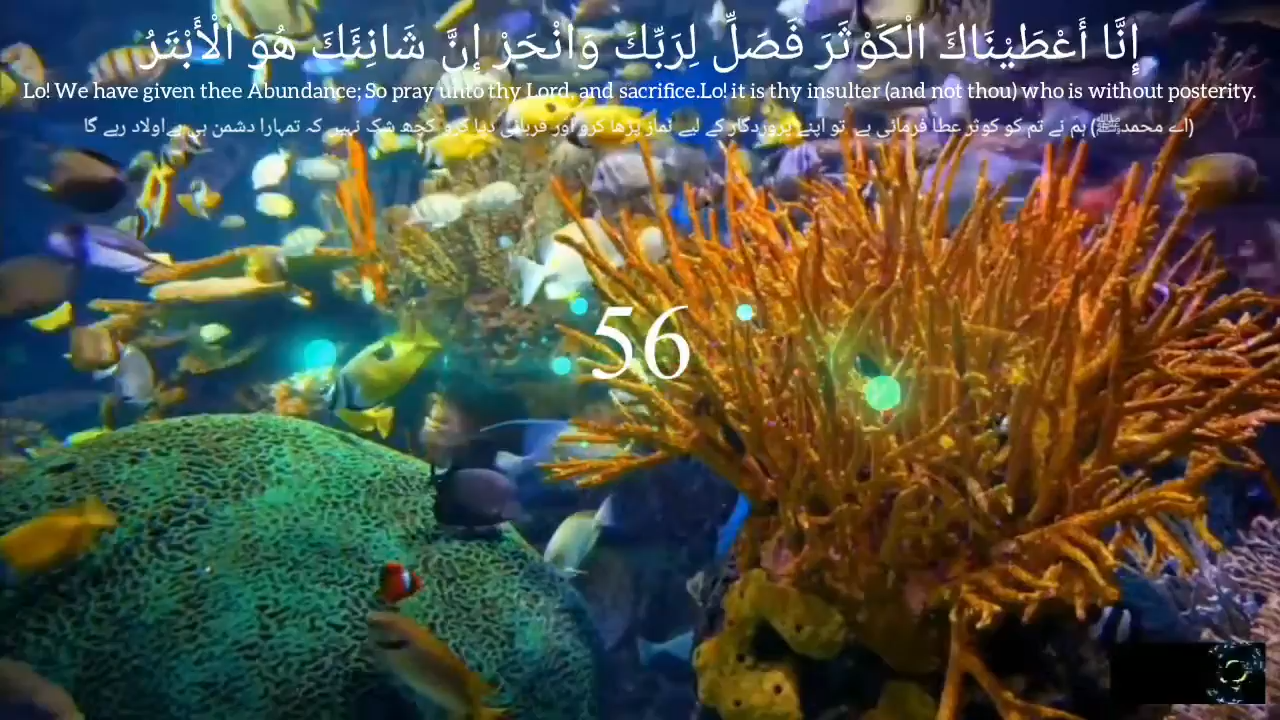 إِنَّا أَعْطَيْنَاكَ الْكَوْثَرَ فَصَلِّ لِرَبِّكَ وَانْحَرْ إِنَّ شَانِئَكَ هُوَ الْأَبْتَرُ
Lo! We have given thee Abundance; So pray unto thy Lord, and sacrifice.Lo! it is thy insulter (and not thou) who is without posterity.
(اے محمدﷺ) ہم نے تم کو کوثر عطا فرمائی ہے تو اپنے پروردگار کے لیے نماز پڑھا کرو اور قربانی دیا کرو کچھ شک نہیں کہ تمہارا دشمن ہی بےاولاد رہے گا
56